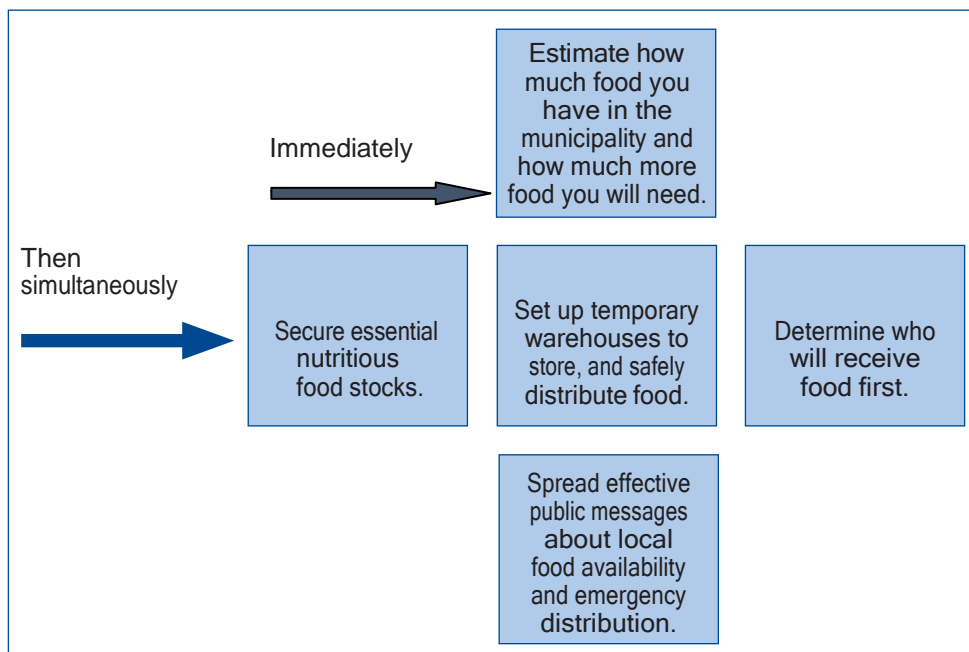 Immediately
Estimate how
much food you
have in the
municipality and
how much more
food you will need.
Then
simultaneously
Secure essential
nutritious
food stocks.
Set up temporary
warehouses to
store, and safely
distribute food.
Determine who
will receive
food first.
Spread effective
public messages
about local
food availability
and emergency
distribution.